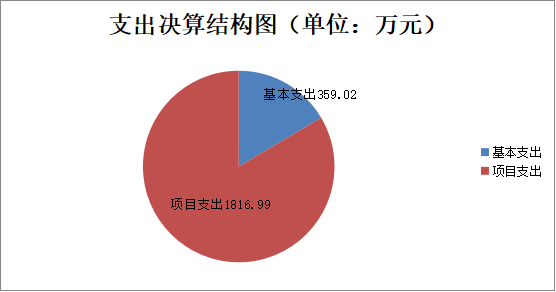 支出决算结构图（单位：万元）
基本支出359.02
项目支出1816.99
基本支出
项目支出